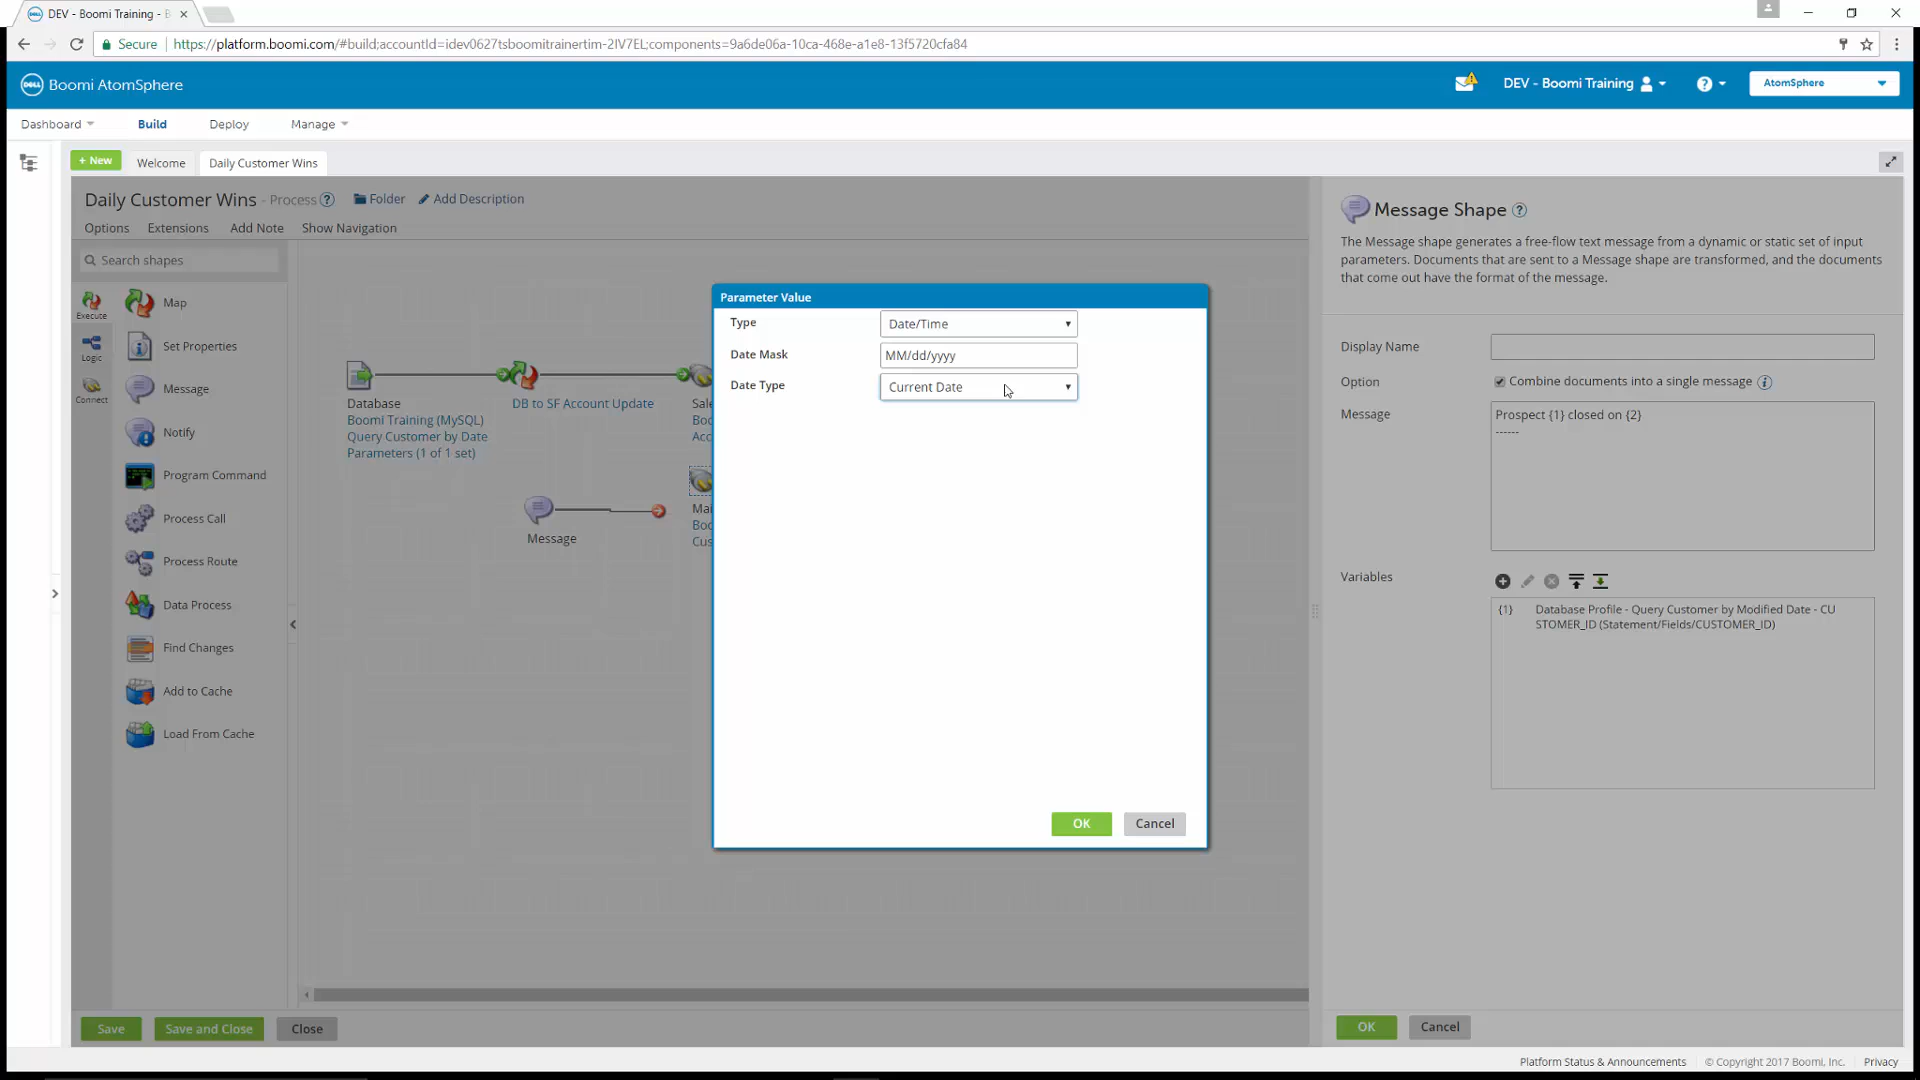 DEV - Boomi Training - B
Secure
https://platform.boomi.com/#build;accountId=idev0627tsboomitrainertim-2IV7EL;components=9a6de06a-10ca-468e-a1e8-13f5720cfa84
DELL Boomi AtomSphere
DEV - Boomi Training
AtomSphere
Dashboard Build Deploy Manage
+ New Welcome Daily Customer Wins
Daily Customer Wins - Process Folder Add Description
Options Extensions Add Note Show Navigation
Search shapes
Execute
Logic
Connect
Map
Set Properties
Message
Notify
Program Command
Process Call
Process Route
Data Process
Find Changes
Add to Cache
Load From Cache
Database
Boomi Training (MySQL)
Query Customer by Date
Parameters (1 of 1 set)
DB to SF Account Update
Sale
Boo
Acc
Message
Mai
Boo
Cus
Parameter Value
Type Date/Time
Date Mask MM/dd/yyyy
Date Type Current Date
OK Cancel
Message Shape
The Message shape generates a free-flow text message from a dynamic or static set of input
parameters. Documents that are sent to a Message shape are transformed, and the documents
that come out have the format of the message.
Display Name
Option Combine documents into a single message
Message Prospect {1} closed on {2}
------
Variables
{1} Database Profile - Query Customer by Modified Date - CU
STOMER_ID (Statement/Fields/CUSTOMER_ID)
OK Cancel
Save Save and Close Close
Platform Status & Announcements © Copyright 2017 Boomi, Inc. Privacy